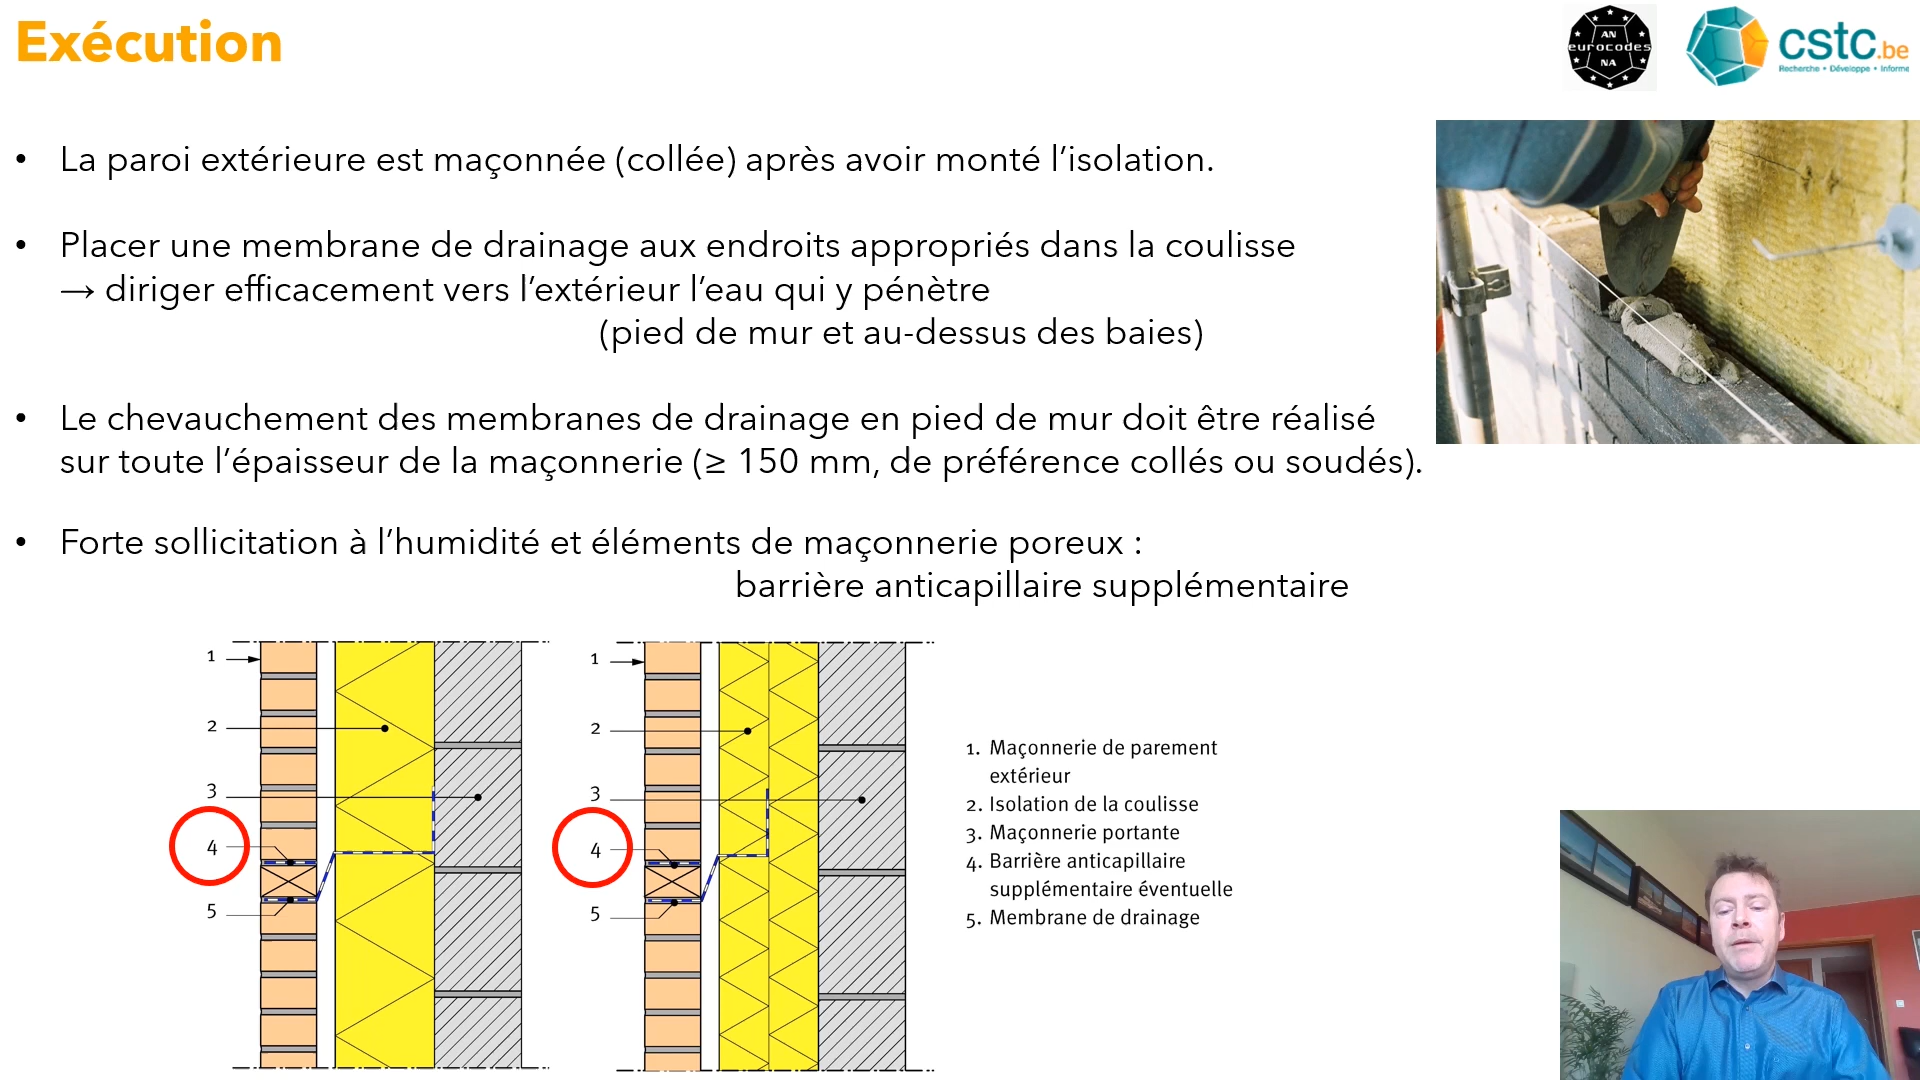 Exécution
AN
eurocodes
NA
cstc.be
Recherche • Développe • Informe
• La paroi extérieure est maçonnée (collée) après avoir monté l’isolation.
• Placer une membrane de drainage aux endroits appropriés dans la coulisse
→ diriger efficacement vers l’extérieur l’eau qui y pénètre
(pied de mur et au-dessus des baies)
• Le chevauchement des membranes de drainage en pied de mur doit être réalisé
sur toute l’épaisseur de la maçonnerie (≥ 150 mm, de préférence collés ou soudés).
• Forte sollicitation à l’humidité et éléments de maçonnerie poreux :
barrière anticapillaire supplémentaire
1
2
3
4
5
1
2
3
4
5
1. Maçonnerie de parement
extérieur
2. Isolation de la coulisse
3. Maçonnerie portante
4. Barrière anticapillaire
supplémentaire éventuelle
5. Membrane de drainage